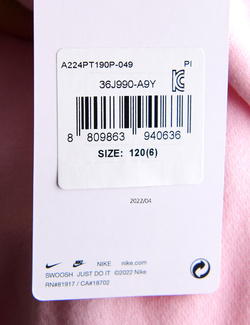 A224PT190P-049 PI
36J990-A9Y
8 809863 940636
SIZE: 120(6)
2022/04
NIKE nike.com
SWOOSH JUST DO IT ©2022 Nike
RN#81917 / CA#18702